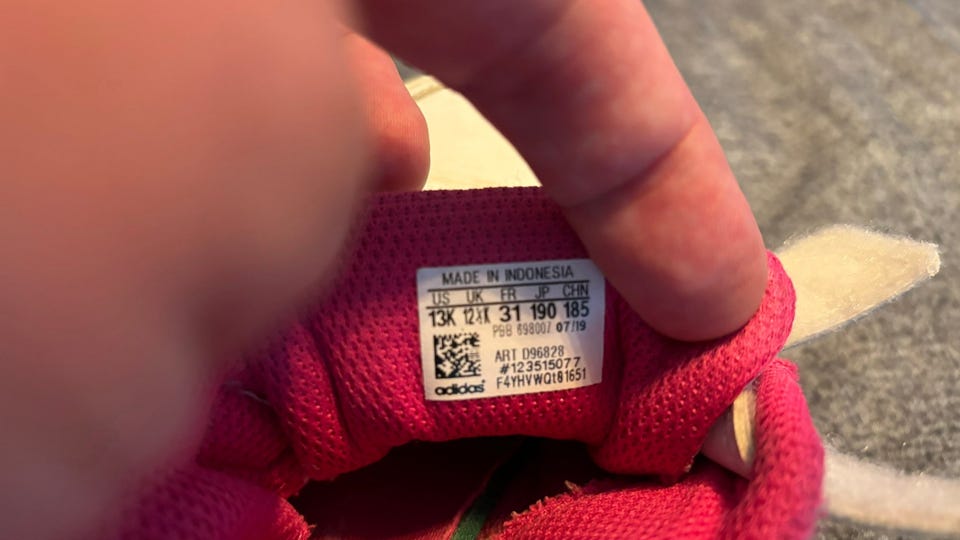 MADE IN INDONESIA
US UK FR JP CHN
13K 12½K 31 190 185
PBB 698007 07/19
ART D96828
#123515077
adidas